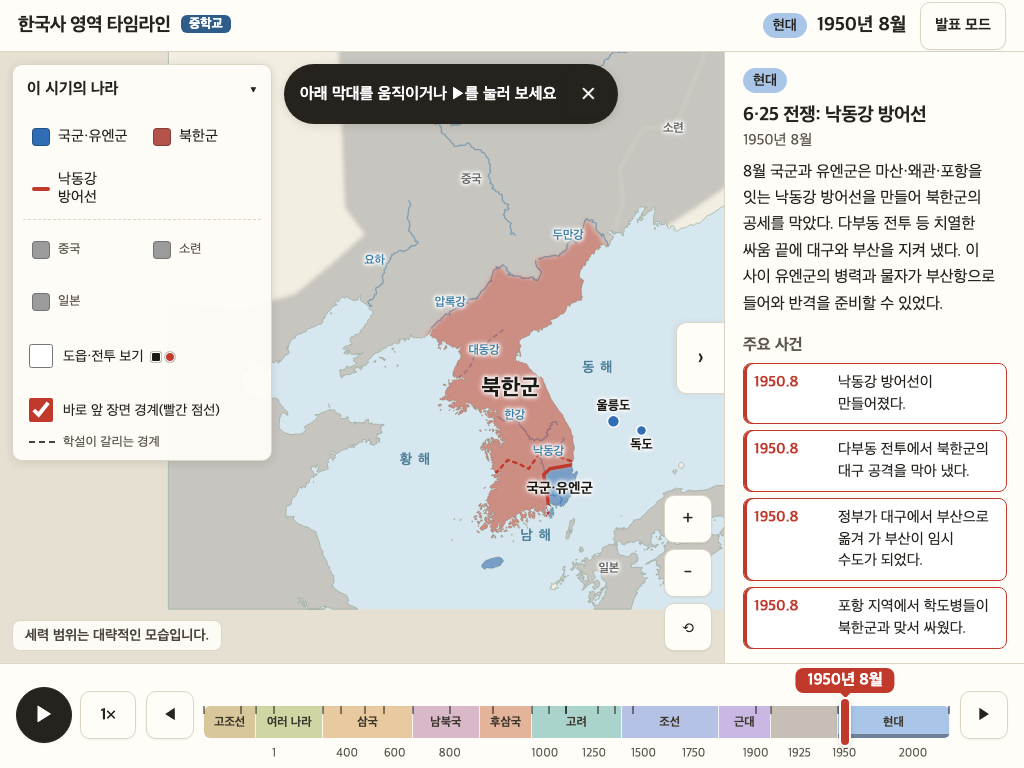 한국사 영역 타임라인 중학교
현대 1950년 8월 발표 모드
이 시기의 나라 ▼
국군·유엔군 북한군
낙동강
방어선
중국 소련
일본
도읍·전투 보기
바로 앞 장면 경계(빨간 점선)
학설이 갈리는 경계
아래 막대를 움직이거나 ▶를 눌러 보세요 ✕
소련
중국
두만강
요하
압록강
대동강
동 해
북한군
울릉도
한강
독도
낙동강
황 해
국군·유엔군
남 해
일본
›
+
−
⟲
세력 범위는 대략적인 모습입니다.
현대
6·25 전쟁: 낙동강 방어선
1950년 8월
8월 국군과 유엔군은 마산·왜관·포항을
잇는 낙동강 방어선을 만들어 북한군의
공세를 막았다. 다부동 전투 등 치열한
싸움 끝에 대구와 부산을 지켜 냈다. 이
사이 유엔군의 병력과 물자가 부산항으로
들어와 반격을 준비할 수 있었다.
주요 사건
1950.8 낙동강 방어선이
만들어졌다.
1950.8 다부동 전투에서 북한군의
대구 공격을 막아 냈다.
1950.8 정부가 대구에서 부산으로
옮겨 가 부산이 임시
수도가 되었다.
1950.8 포항 지역에서 학도병들이
북한군과 맞서 싸웠다.
1950년 8월
▶ 1× ◀ ▶
고조선 여러 나라 삼국 남북국 후삼국 고려 조선 근대 현대
1 400 600 800 1000 1250 1500 1750 1900 1925 1950 2000